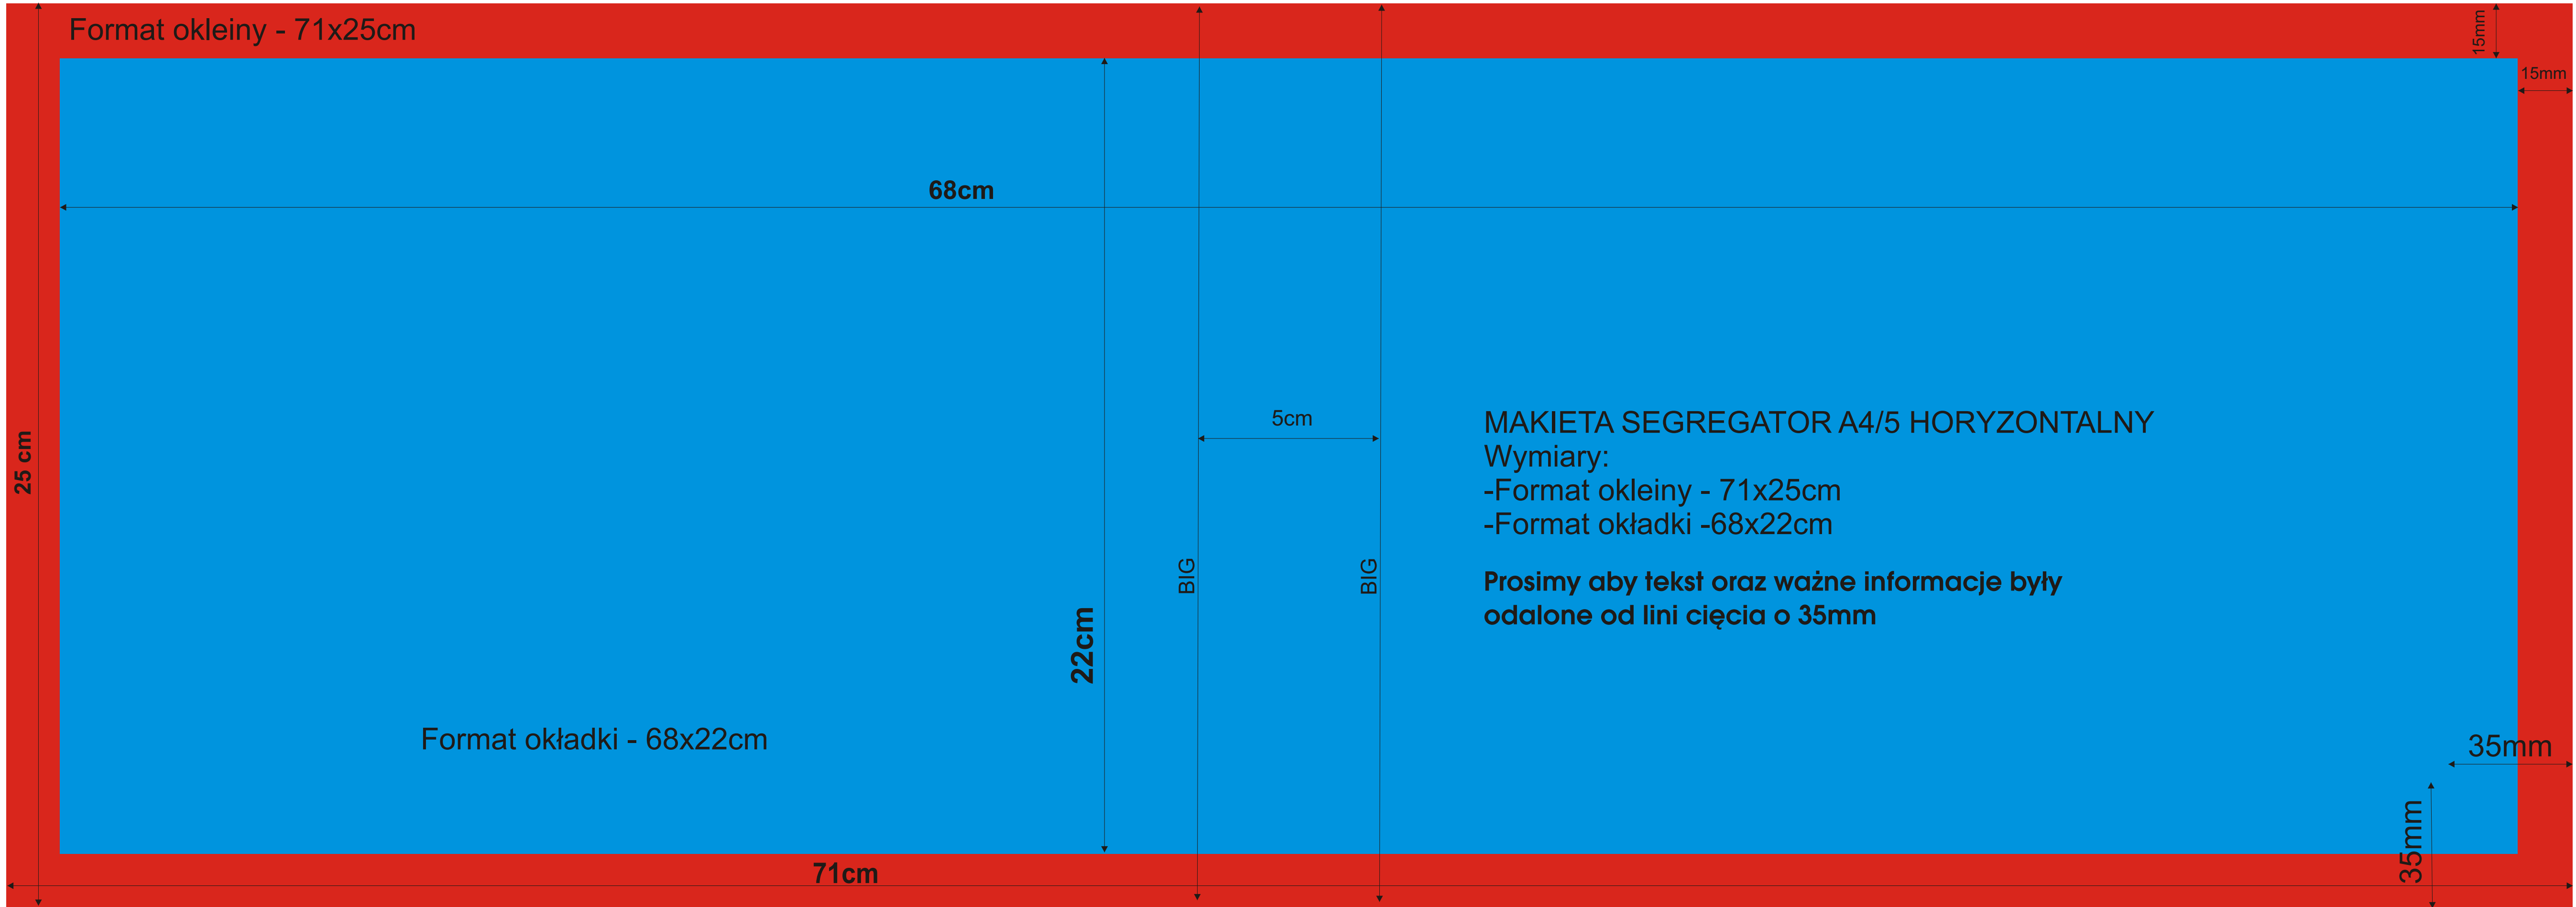 Format okleiny - 71x25cm
15mm
15mm
68cm
5cm
25 cm
MAKIETA SEGREGATOR A4/5 HORYZONTALNY
Wymiary:
-Format okleiny - 71x25cm
-Format okładki -68x22cm
BIG
BIG
Prosimy aby tekst oraz ważne informacje były
odalone od lini cięcia o 35mm
22cm
Format okładki - 68x22cm
35mm
35mm
71cm